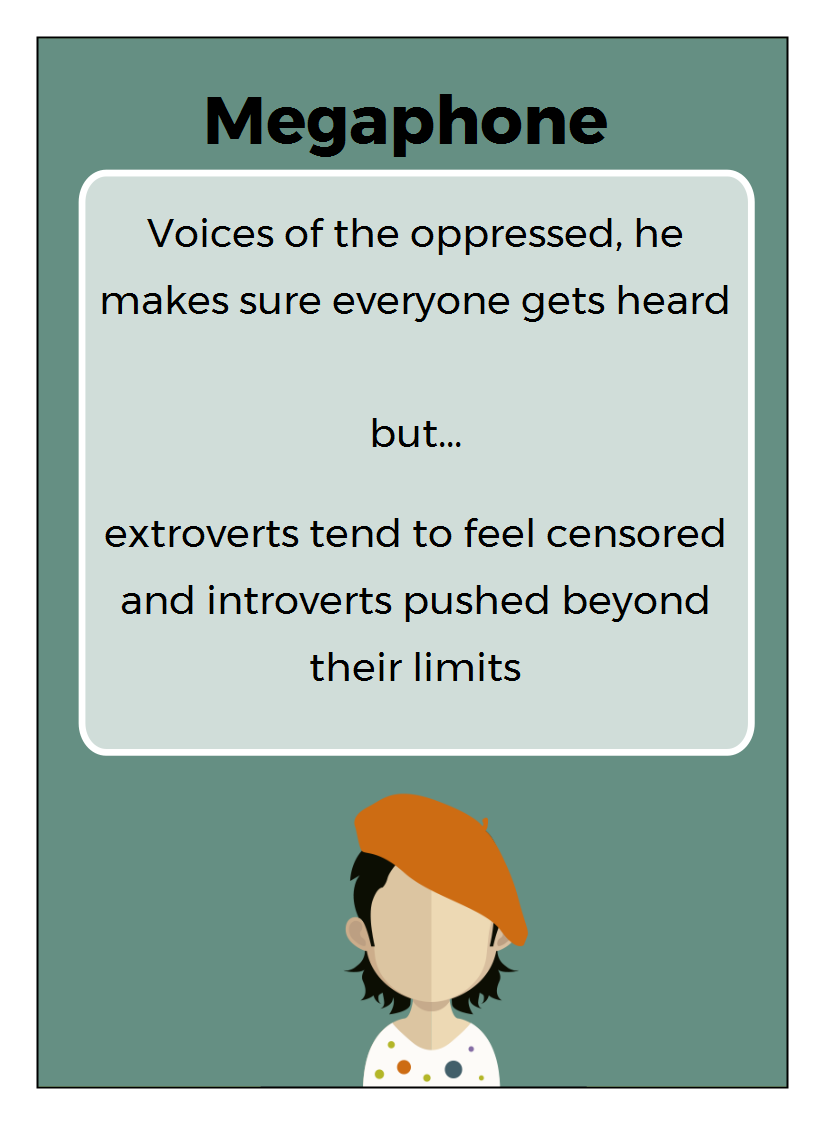 Megaphone
Voices of the oppressed, he
makes sure everyone gets heard
but...
extroverts tend to feel censored
and introverts pushed beyond
their limits